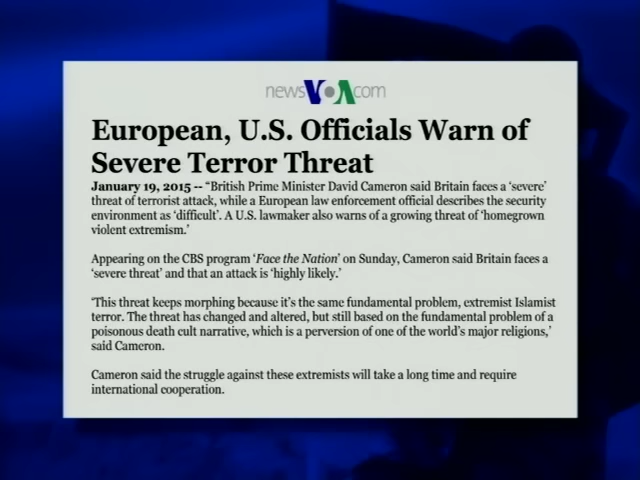 newsVOAcom
European, U.S. Officials Warn of
Severe Terror Threat
January 19, 2015 -- “British Prime Minister David Cameron said Britain faces a ‘severe’
threat of terrorist attack, while a European law enforcement official describes the security
environment as ‘difficult’. A U.S. lawmaker also warns of a growing threat of ‘homegrown
violent extremism.’
Appearing on the CBS program ‘Face the Nation’ on Sunday, Cameron said Britain faces a
‘severe threat’ and that an attack is ‘highly likely.’
‘This threat keeps morphing because it’s the same fundamental problem, extremist Islamist
terror. The threat has changed and altered, but still based on the fundamental problem of a
poisonous death cult narrative, which is a perversion of one of the world’s major religions,’
said Cameron.
Cameron said the struggle against these extremists will take a long time and require
international cooperation.